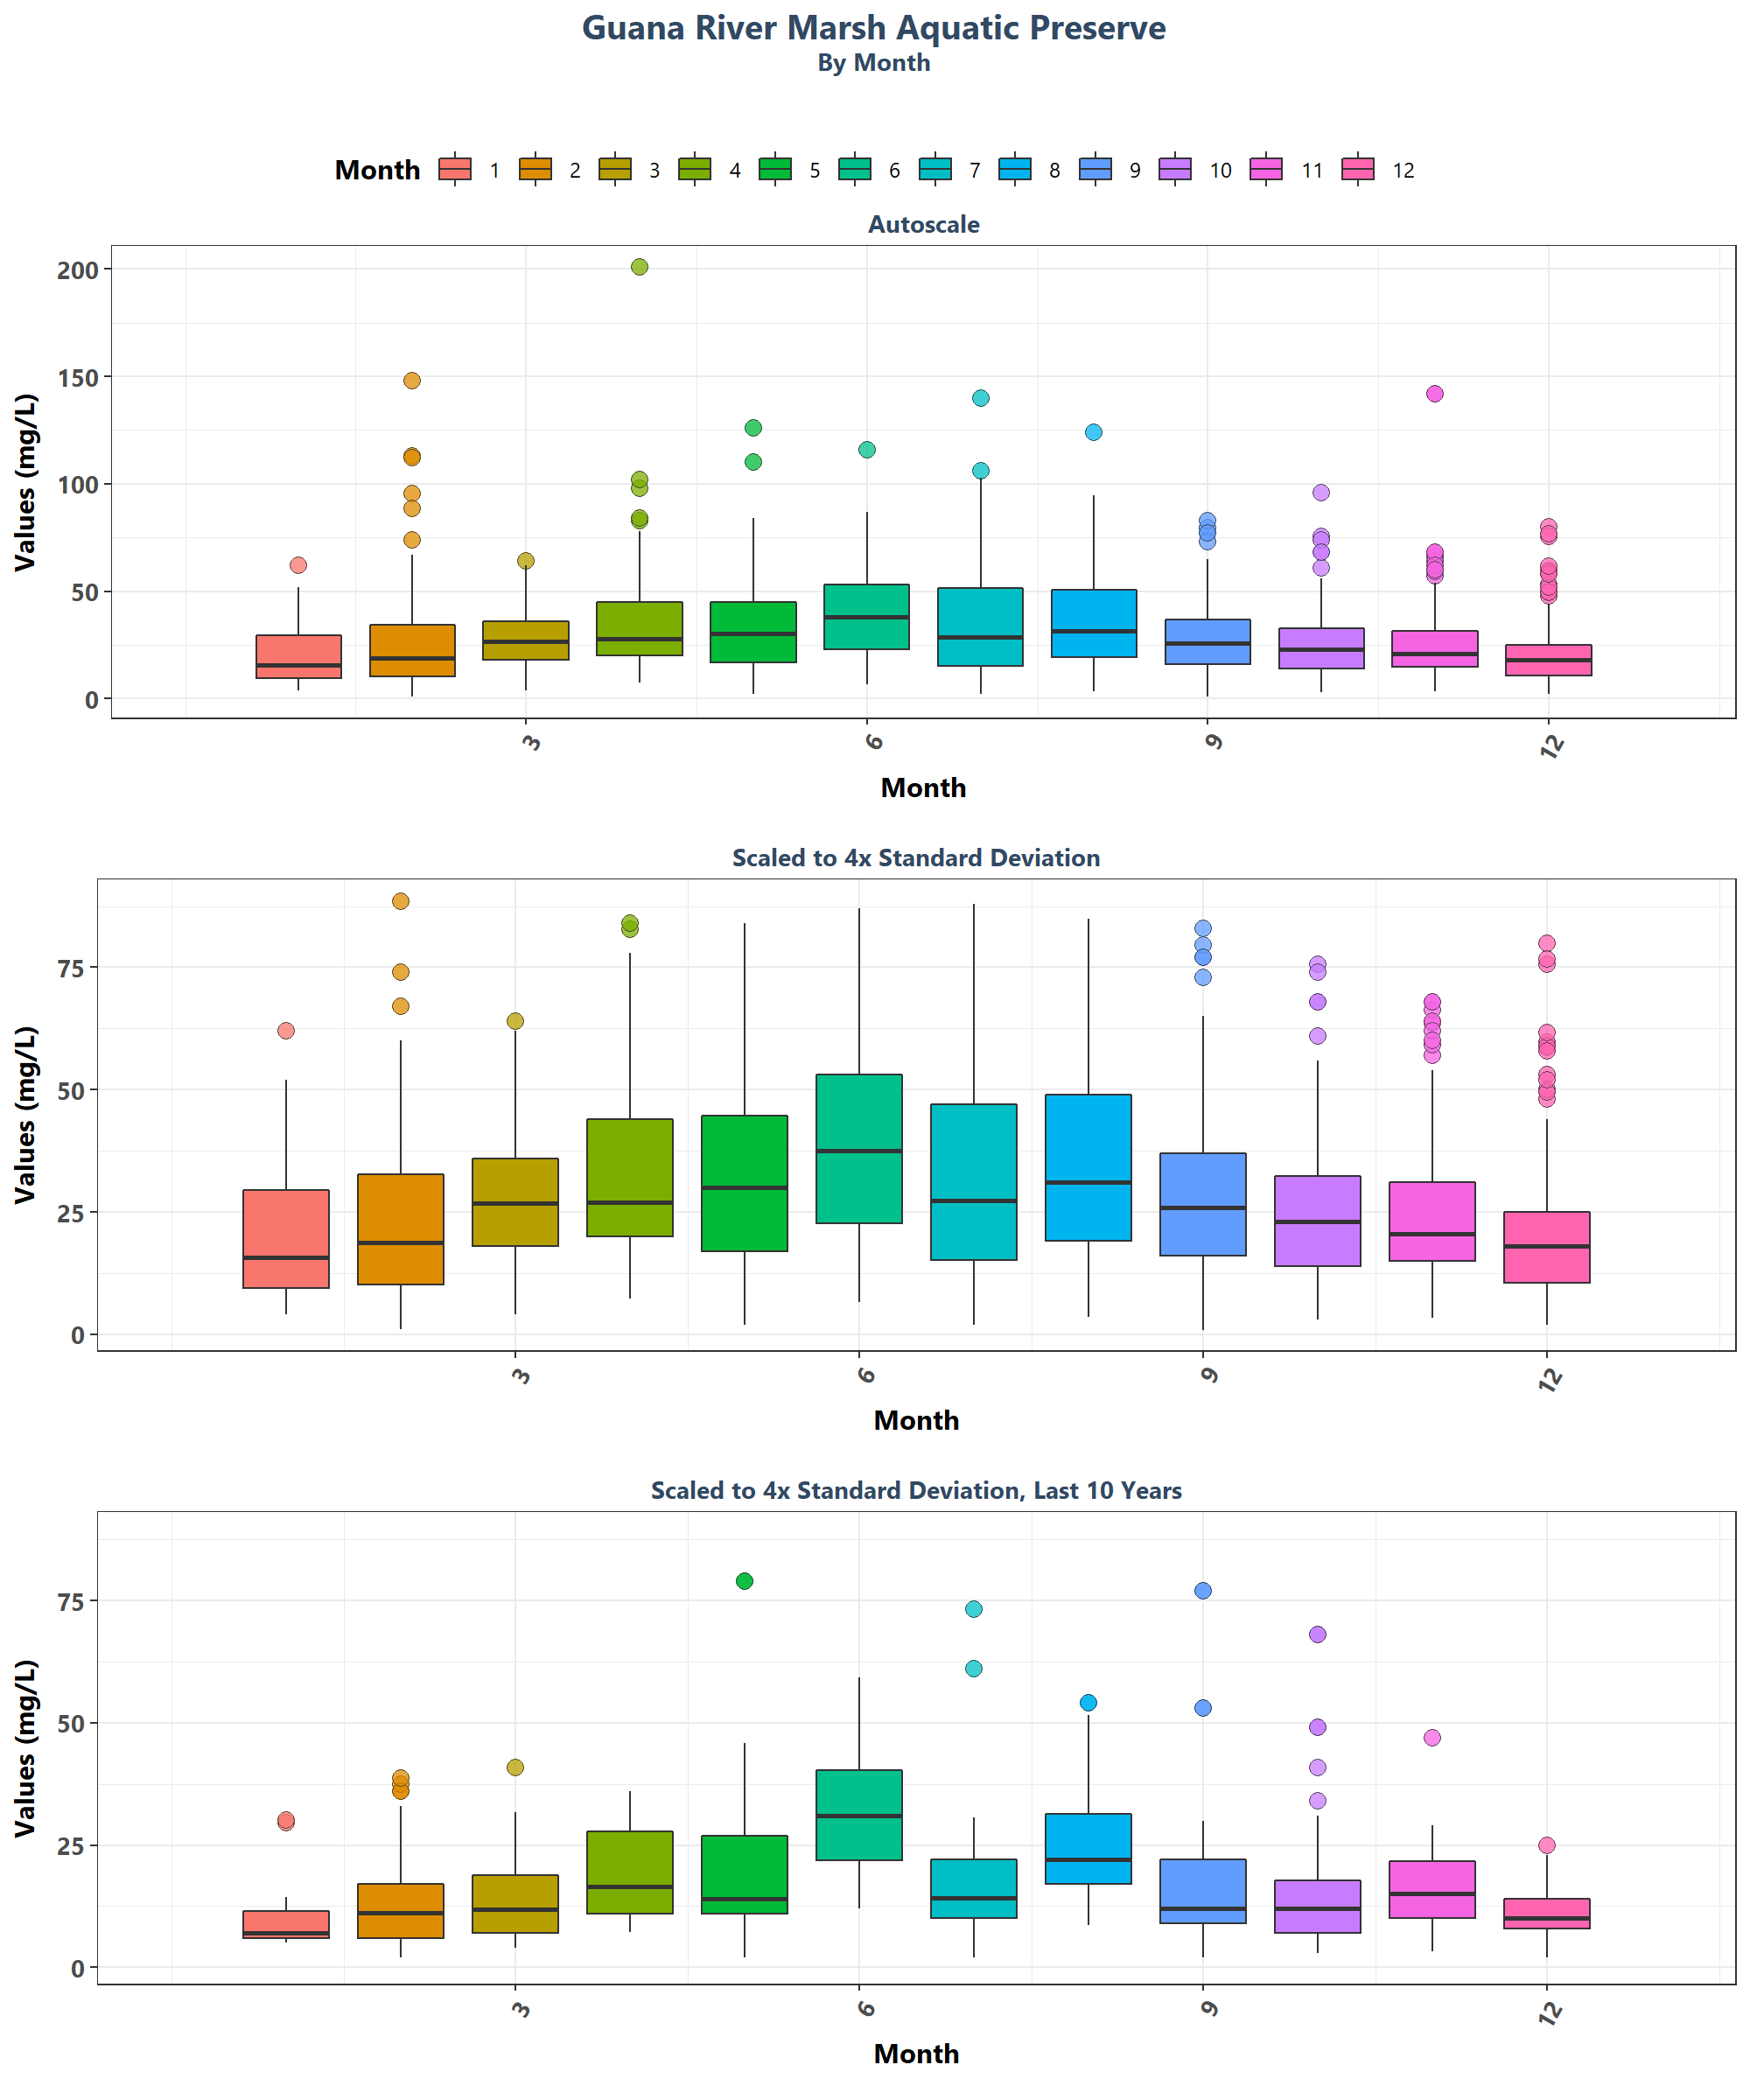 Guana River Marsh Aquatic Preserve
By Month
Month 1 2 3 4 5 6 7 8 9 10 11 12
Autoscale
Values (mg/L)
200
150
100
50
0
3 6 9 12
Month
Scaled to 4x Standard Deviation
Values (mg/L)
75
50
25
0
3 6 9 12
Month
Scaled to 4x Standard Deviation, Last 10 Years
Values (mg/L)
75
50
25
0
3 6 9 12
Month